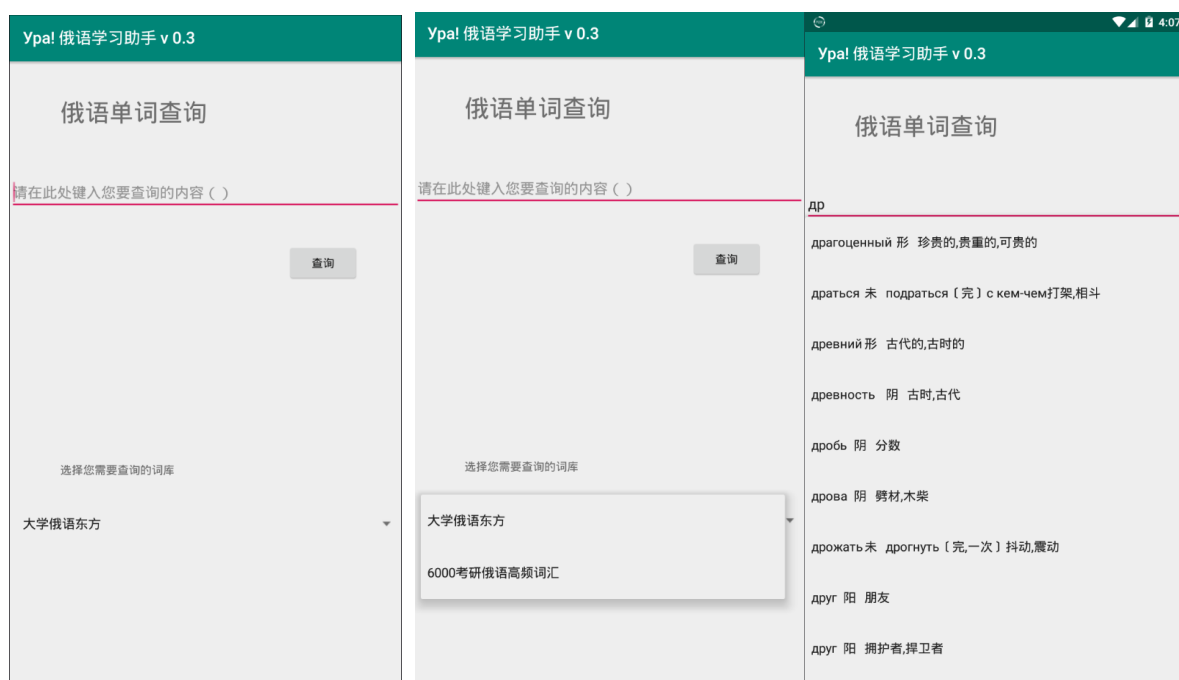 Ура! 俄语学习助手 v 0.3
俄语单词查询
请在此处键入您要查询的内容（ ）
查询
选择您需要查询的词库
大学俄语东方
Ура! 俄语学习助手 v 0.3
俄语单词查询
请在此处键入您要查询的内容（ ）
查询
选择您需要查询的词库
大学俄语东方
6000考研俄语高频词汇
4:07
Ура! 俄语学习助手 v 0.3
俄语单词查询
др
драгоценный 形 珍贵的,贵重的,可贵的
драться 未 подраться〔完〕с кем-чем打架,相斗
древний 形 古代的,古时的
древность 阴 古时,古代
дробь 阴 分数
дрова 阴 劈材,木柴
дрожать 未 дрогнуть〔完,一次〕抖动,震动
друг 阳 朋友
друг 阳 拥护者,捍卫者